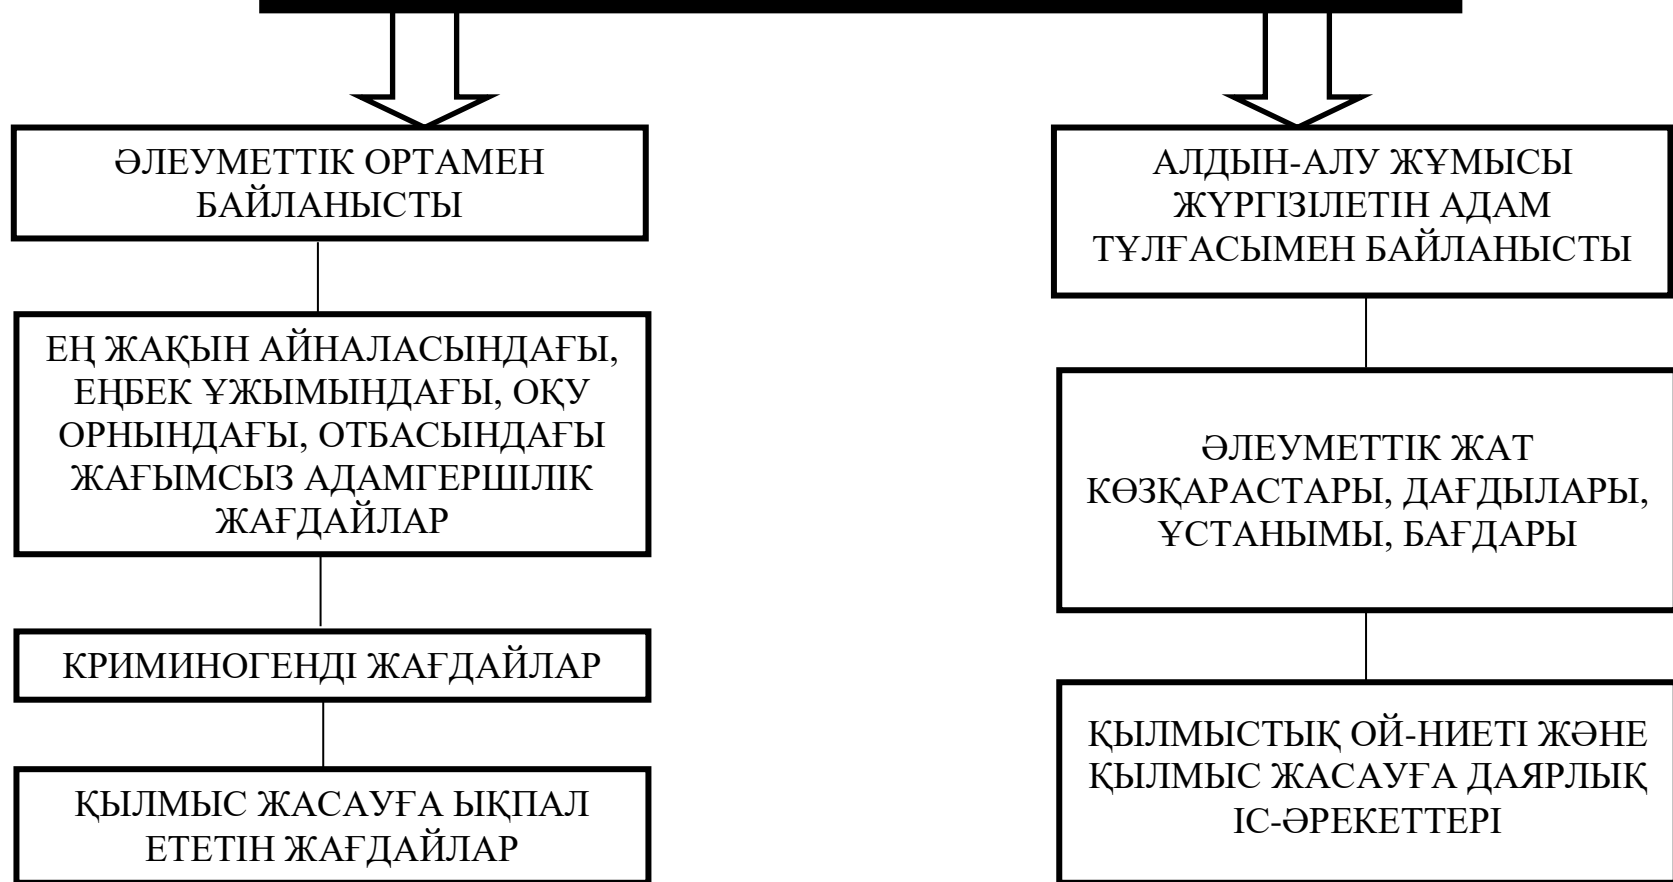 ӘЛЕУМЕТТІК ОРТАМЕН
БАЙЛАНЫСТЫ
ЕҢ ЖАҚЫН АЙНАЛАСЫНДАҒЫ,
ЕҢБЕК ҰЖЫМЫНДАҒЫ, ОҚУ
ОРНЫНДАҒЫ, ОТБАСЫНДАҒЫ
ЖАҒЫМСЫЗ АДАМГЕРШІЛІК
ЖАҒДАЙЛАР
КРИМИНОГЕНДІ ЖАҒДАЙЛАР
ҚЫЛМЫС ЖАСАУҒА ЫҚПАЛ
ЕТЕТІН ЖАҒДАЙЛАР
АЛДЫН-АЛУ ЖҰМЫСЫ
ЖҮРГІЗІЛЕТІН АДАМ
ТҰЛҒАСЫМЕН БАЙЛАНЫСТЫ
ӘЛЕУМЕТТІК ЖАТ
КӨЗҚАРАСТАРЫ, ДАҒДЫЛАРЫ,
ҰСТАНЫМЫ, БАҒДАРЫ
ҚЫЛМЫСТЫҚ ОЙ-НИЕТІ ЖӘНЕ
ҚЫЛМЫС ЖАСАУҒА ДАЯРЛЫҚ
ІС-ӘРЕКЕТТЕРІ